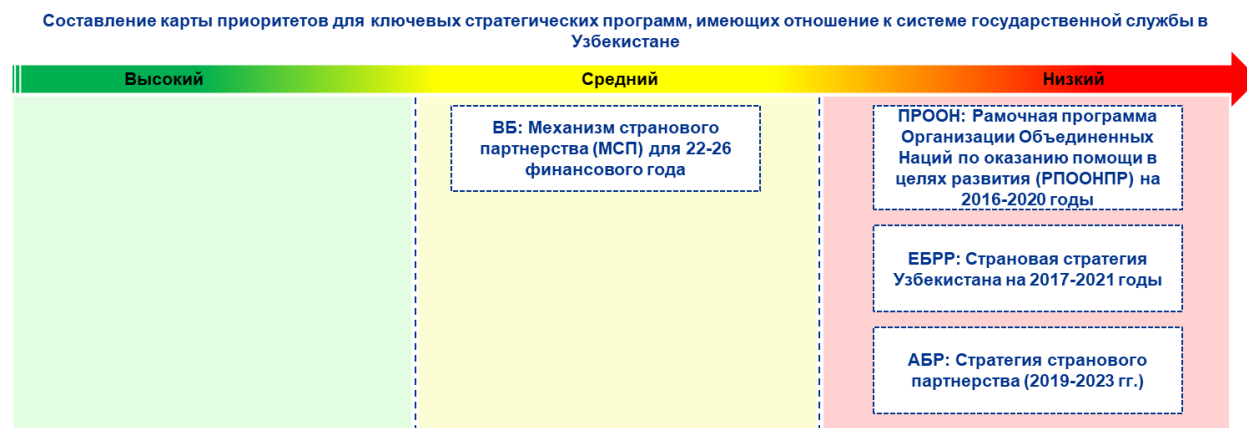 Составление карты приоритетов для ключевых стратегических программ, имеющих отношение к системе государственной службы в
Узбекистане
Высокий
Средний
Низкий
ВБ: Механизм странового
партнерства (МСП) для 22-26
финансового года
ПРООН: Рамочная программа
Организации Объединенных
Наций по оказанию помощи в
целях развития (РПООНПР) на
2016-2020 годы
ЕБРР: Страновая стратегия
Узбекистана на 2017-2021 годы
АБР: Стратегия странового
партнерства (2019-2023 гг.)